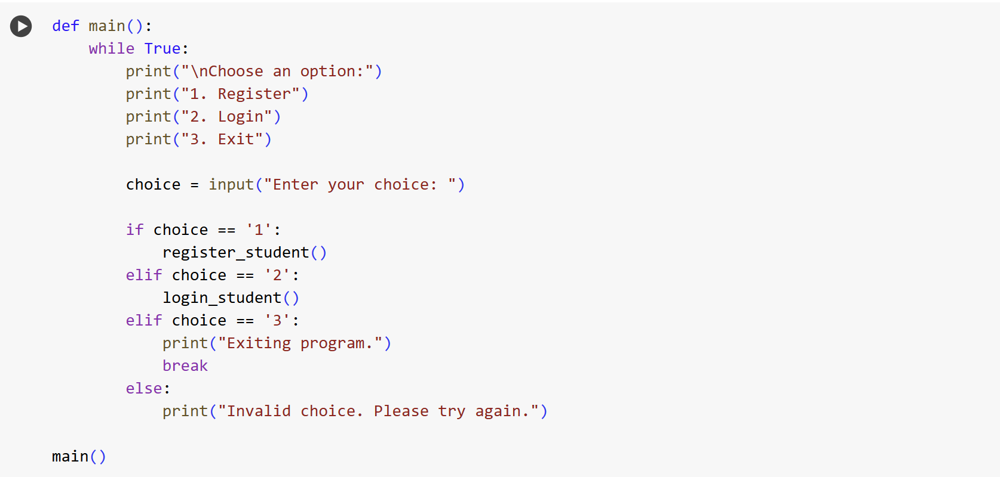 def main():
    while True:
        print("\nChoose an option:")
        print("1. Register")
        print("2. Login")
        print("3. Exit")

        choice = input("Enter your choice: ")

        if choice == '1':
            register_student()
        elif choice == '2':
            login_student()
        elif choice == '3':
            print("Exiting program.")
            break
        else:
            print("Invalid choice. Please try again.")

main()